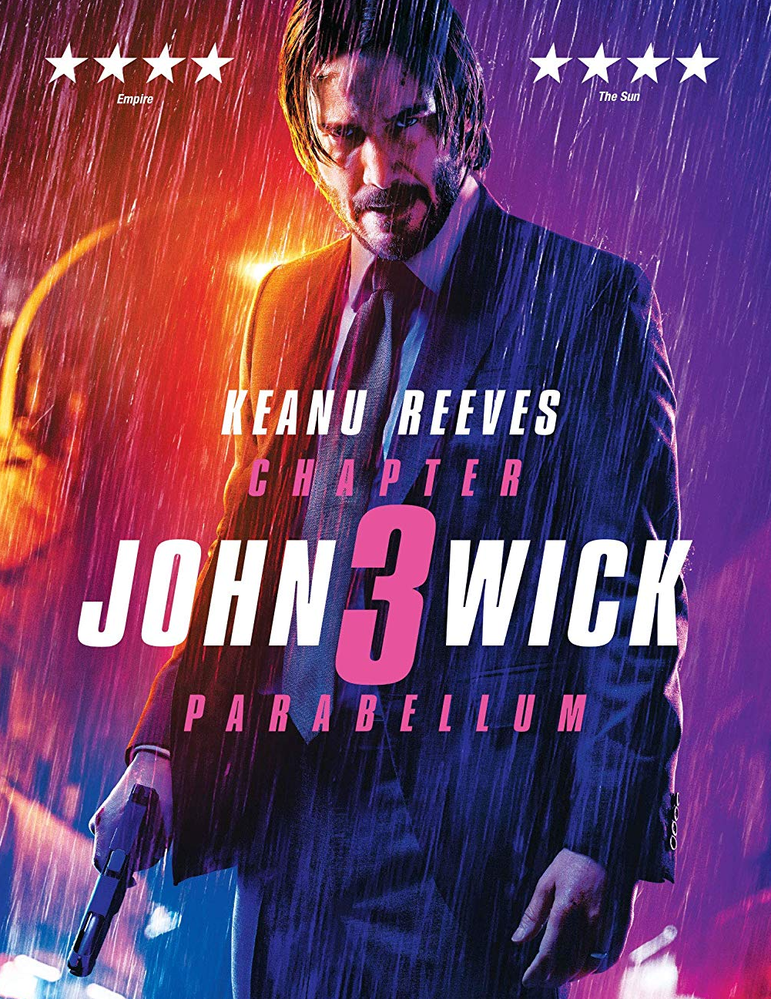 Empire
The Sun
KEANU REEVES
CHAPTER
JOHN 3 WICK
PARABELLUM